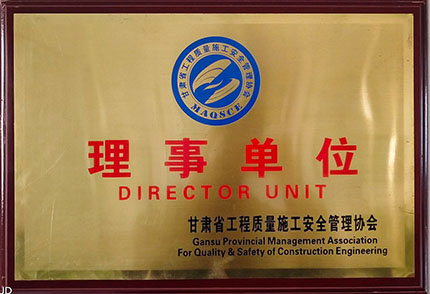 甘肃省工程质量施工安全管理协会
MAQSCE
理事单位
DIRECTOR UNIT
甘肃省工程质量施工安全管理协会
Gansu Provincial Management Association
For Quality & Safety of Construction Engineering
JD